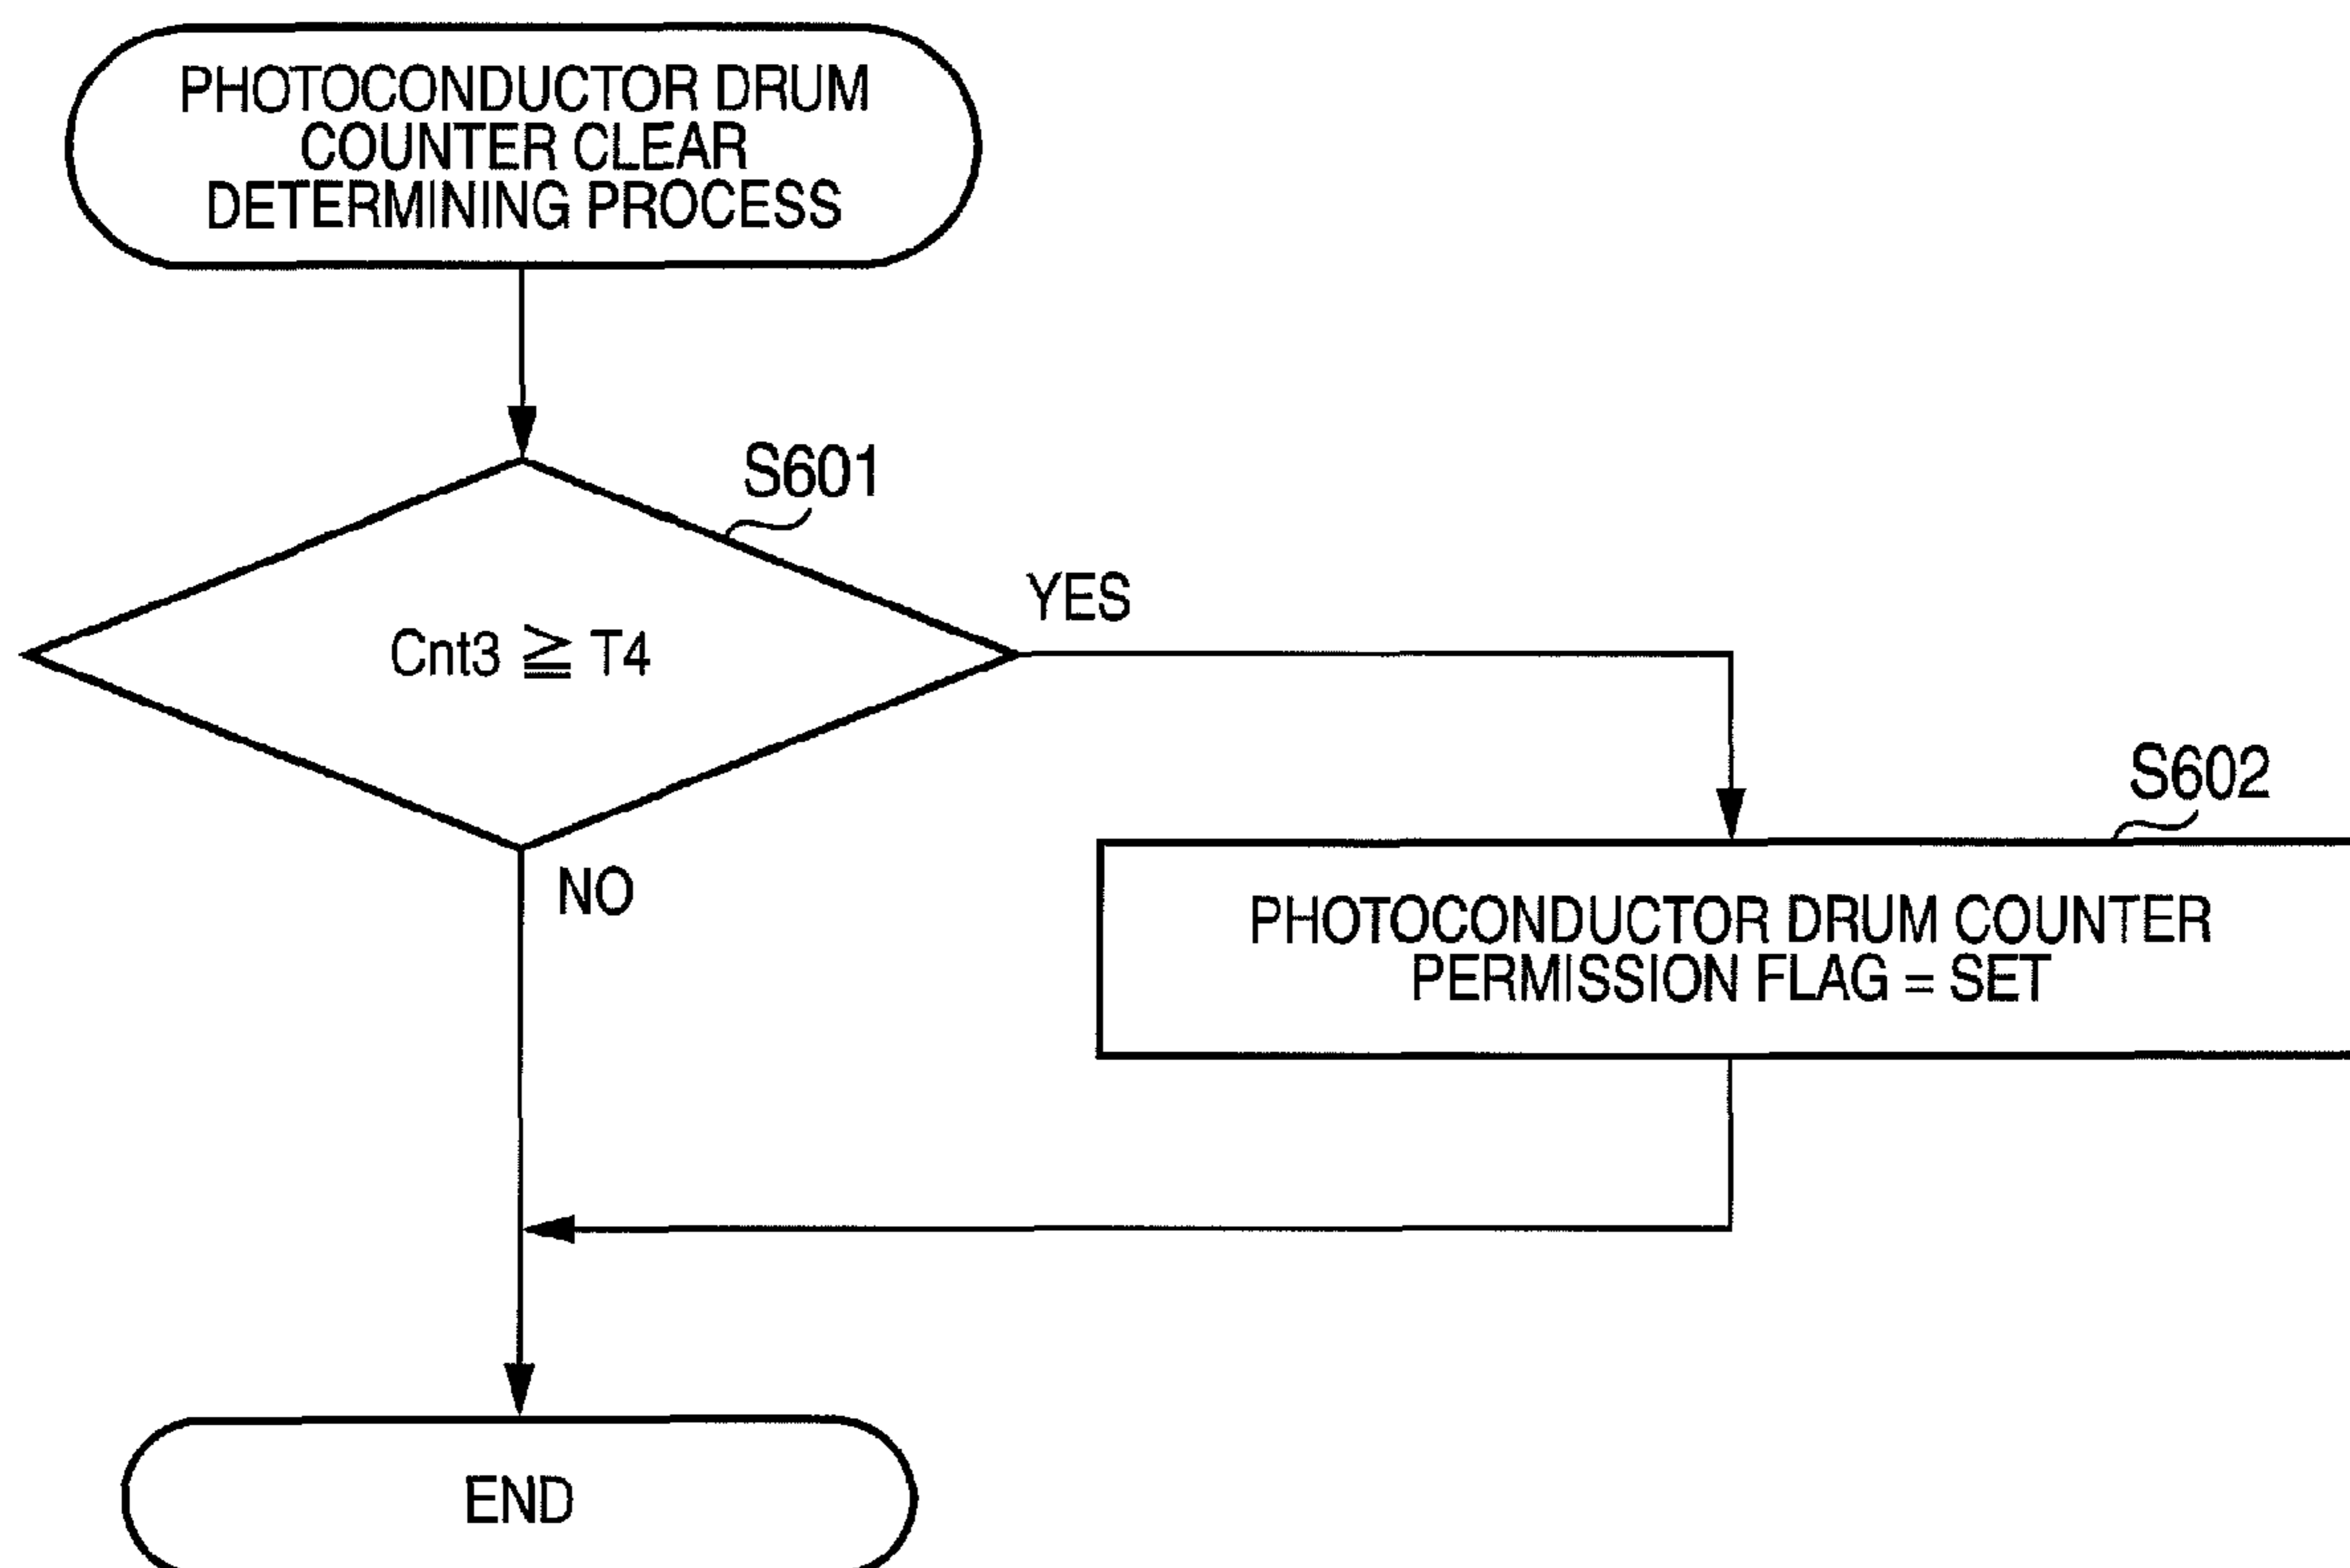 PHOTOCONDUCTOR DRUM
COUNTER CLEAR
DETERMINING PROCESS
S601
Cnt3 ≧ T4
YES
NO
S602
PHOTOCONDUCTOR DRUM COUNTER
PERMISSION FLAG = SET
END